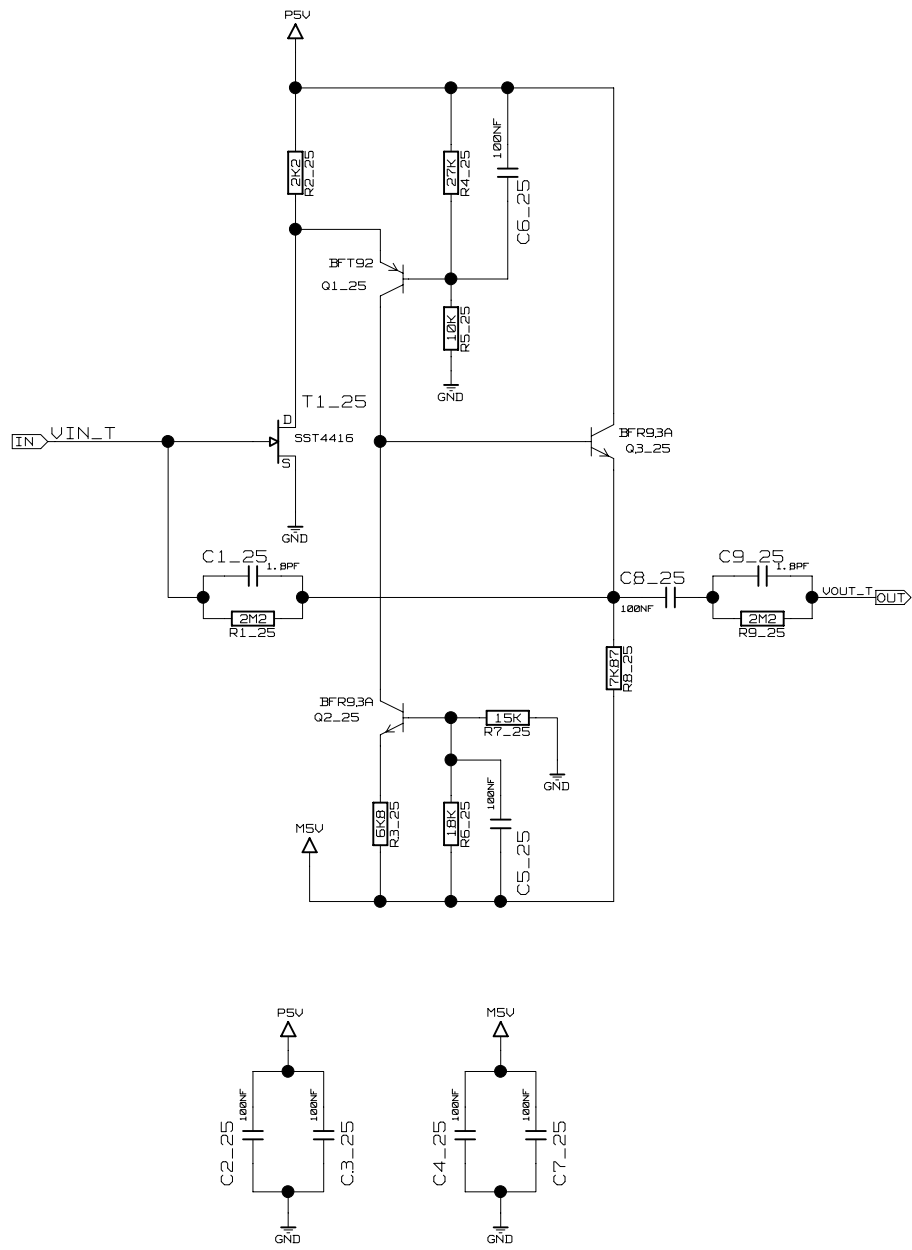 P5V
2K2
R2_25
27K
R4_25
100NF
C6_25
BFT92
Q1_25
10K
R5_25
GND
T1_25
D
SST4416
S
IN
VIN_T
GND
BFR93A
Q3_25
C1_25
1.8PF
2M2
R1_25
C8_25
100NF
C9_25
1.8PF
2M2
R9_25
VOUT_T
OUT
7K87
R8_25
BFR93A
Q2_25
15K
R7_25
GND
M5V
6K8
R3_25
18K
R6_25
100NF
C5_25
P5V
M5V
100NF
C2_25
100NF
C3_25
100NF
C4_25
100NF
C7_25
GND
GND